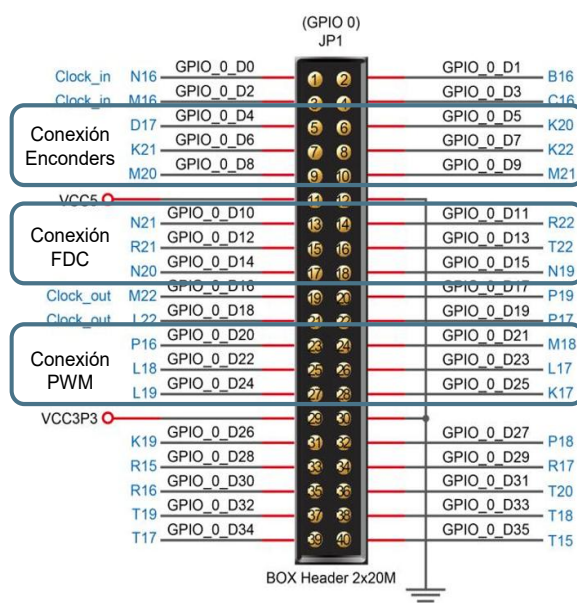 (GPIO 0)
JP1
Clock_in N16 GPIO_0_D0 1 2 GPIO_0_D1 B16
Clock_in M16 GPIO_0_D2 3 4 GPIO_0_D3 C16
Conexión
Enconders
D17 GPIO_0_D4 5 6 GPIO_0_D5 K20
K21 GPIO_0_D6 7 8 GPIO_0_D7 K22
M20 GPIO_0_D8 9 10 GPIO_0_D9 M21
VCC5 11 12
Conexión
FDC
N21 GPIO_0_D10 13 14 GPIO_0_D11 R22
R21 GPIO_0_D12 15 16 GPIO_0_D13 T22
N20 GPIO_0_D14 17 18 GPIO_0_D15 N19
Clock_out M22 GPIO_0_D16 19 20 GPIO_0_D17 P19
Clock_out L22 GPIO_0_D18 21 22 GPIO_0_D19 P17
Conexión
PWM
P16 GPIO_0_D20 23 24 GPIO_0_D21 M18
L18 GPIO_0_D22 25 26 GPIO_0_D23 L17
L19 GPIO_0_D24 27 28 GPIO_0_D25 K17
VCC3P3 29 30
K19 GPIO_0_D26 31 32 GPIO_0_D27 P18
R15 GPIO_0_D28 33 34 GPIO_0_D29 R17
R16 GPIO_0_D30 35 36 GPIO_0_D31 T20
T19 GPIO_0_D32 37 38 GPIO_0_D33 T18
T17 GPIO_0_D34 39 40 GPIO_0_D35 T15
BOX Header 2x20M